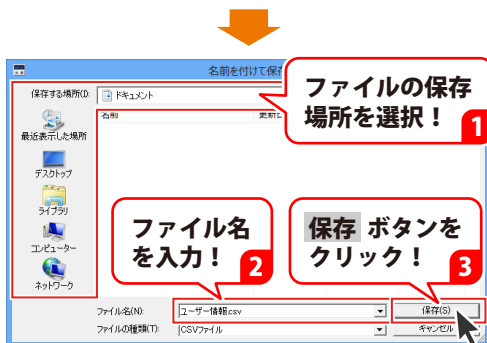 名前を付けて保存
保存する場所(I):
ドキュメント
ファイルの保存
場所を選択！
1
名前
最近表示した場所
デスクトップ
ライブラリ
コンピューター
ネットワーク
ファイル名
を入力！
2
保存 ボタンを
クリック！
3
ファイル名(N):
ユーザー情報.csv
保存(S)
ファイルの種類(T):
CSVファイル
キャンセル